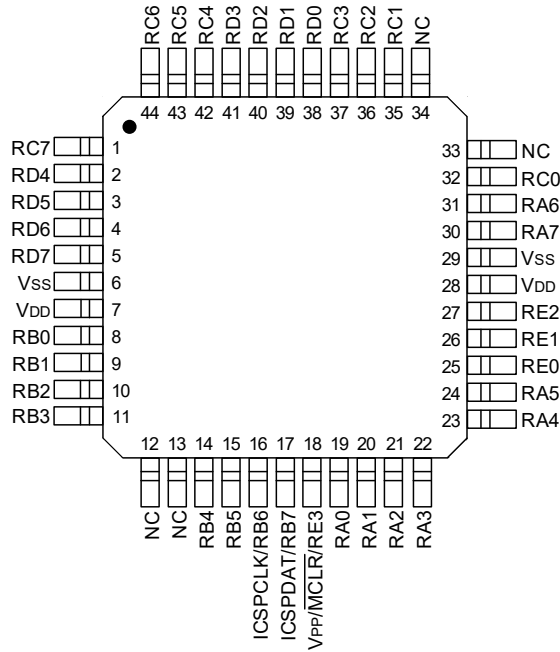 RC6
RC5
RC4
RD3
RD2
RD1
RD0
RC3
RC2
RC1
NC
44
43
42
41
40
39
38
37
36
35
34
RC7 1
RD4 2
RD5 3
RD6 4
RD7 5
VSS 6
VDD 7
RB0 8
RB1 9
RB2 10
RB3 11
33 NC
32 RC0
31 RA6
30 RA7
29 VSS
28 VDD
27 RE2
26 RE1
25 RE0
24 RA5
23 RA4
12
13
14
15
16
17
18
19
20
21
22
NC
NC
RB4
RB5
ICSPCLK/RB6
ICSPDAT/RB7
VPP/MCLR/RE3
RA0
RA1
RA2
RA3